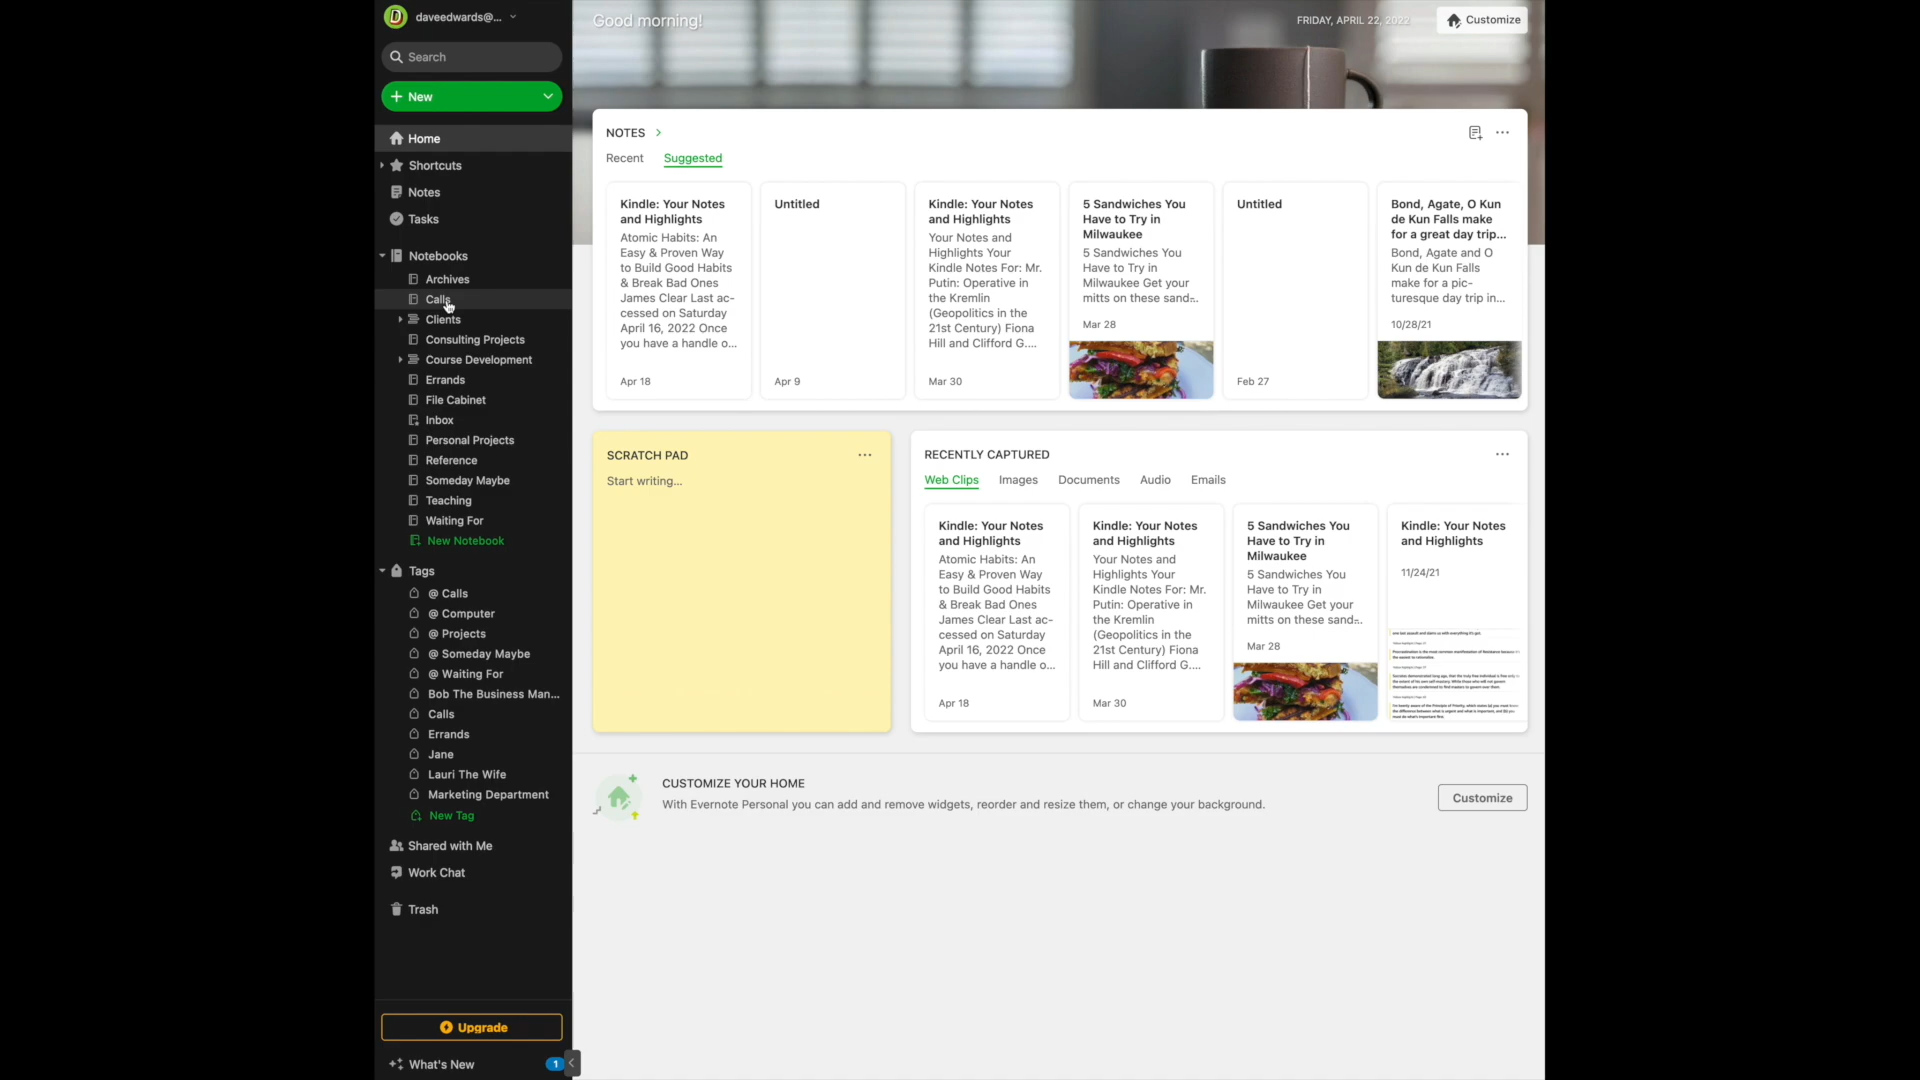 daveedwards@...
Search
New
Home
Shortcuts
Notes
Tasks
Notebooks
Archives
Calls
Clients
Consulting Projects
Course Development
Errands
File Cabinet
Inbox
Personal Projects
Reference
Someday Maybe
Teaching
Waiting For
New Notebook
Tags
@ Calls
@ Computer
@ Projects
@ Someday Maybe
@ Waiting For
Bob The Business Man...
Calls
Errands
Jane
Lauri The Wife
Marketing Department
New Tag
Shared with Me
Work Chat
Trash
Upgrade
What's New
1
Good morning!
FRIDAY, APRIL 22, 2022
Customize
NOTES
Recent
Suggested
Kindle: Your Notes
and Highlights
Atomic Habits: An
Easy & Proven Way
to Build Good Habits
& Break Bad Ones
James Clear Last ac-
cessed on Saturday
April 16, 2022 Once
you have a handle o...
Apr 18
Untitled
Apr 9
Kindle: Your Notes
and Highlights
Your Notes and
Highlights Your
Kindle Notes For: Mr.
Putin: Operative in
the Kremlin
(Geopolitics in the
21st Century) Fiona
Hill and Clifford G....
Mar 30
5 Sandwiches You
Have to Try in
Milwaukee
5 Sandwiches You
Have to Try in
Milwaukee Get your
mitts on these sand...
Mar 28
Untitled
Feb 27
Bond, Agate, O Kun
de Kun Falls make
for a great day trip...
Bond, Agate and O
Kun de Kun Falls
make for a pic-
turesque day trip in...
10/28/21
SCRATCH PAD
Start writing...
RECENTLY CAPTURED
Web Clips
Images
Documents
Audio
Emails
Kindle: Your Notes
and Highlights
Atomic Habits: An
Easy & Proven Way
to Build Good Habits
& Break Bad Ones
James Clear Last ac-
cessed on Saturday
April 16, 2022 Once
you have a handle o...
Apr 18
Kindle: Your Notes
and Highlights
Your Notes and
Highlights Your
Kindle Notes For: Mr.
Putin: Operative in
the Kremlin
(Geopolitics in the
21st Century) Fiona
Hill and Clifford G....
Mar 30
5 Sandwiches You
Have to Try in
Milwaukee
5 Sandwiches You
Have to Try in
Milwaukee Get your
mitts on these sand...
Mar 28
Kindle: Your Notes
and Highlights
11/24/21
CUSTOMIZE YOUR HOME
With Evernote Personal you can add and remove widgets, reorder and resize them, or change your background.
Customize